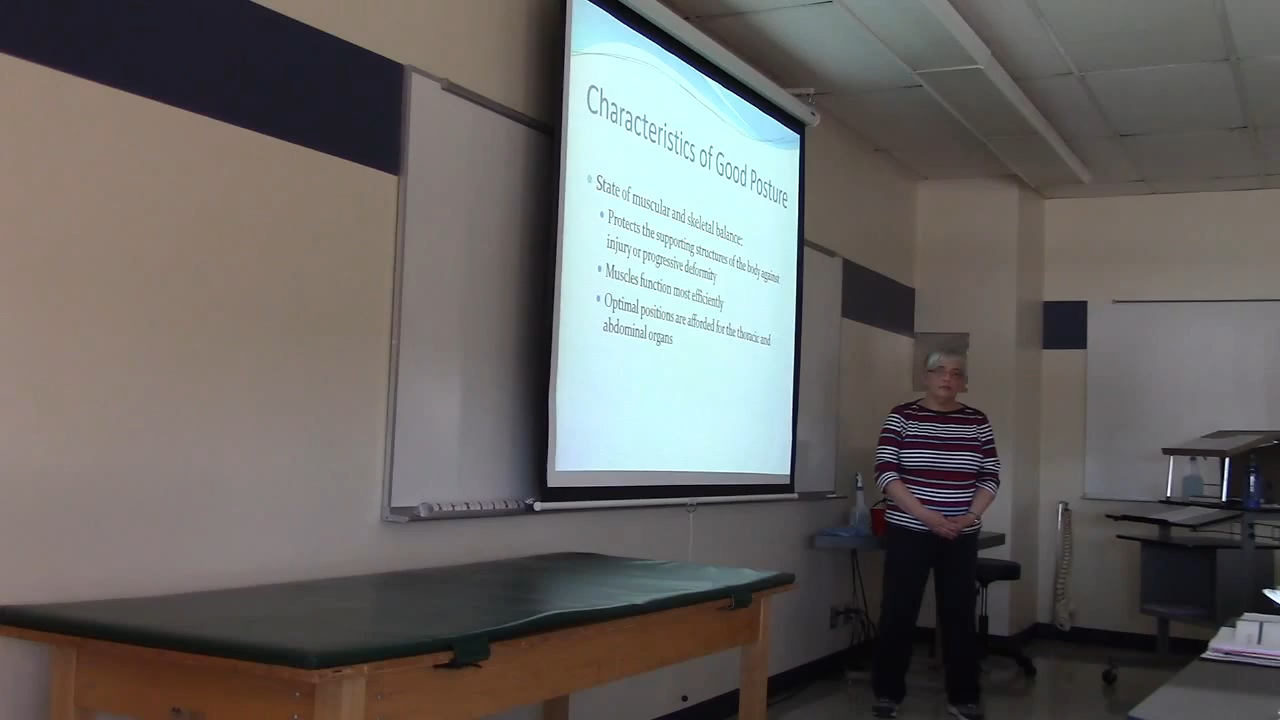 Characteristics of Good Posture
State of muscular and skeletal balance:
Protects the supporting structures of the body against
injury or progressive deformity
Muscles function most efficiently
Optimal positions are afforded for the thoracic and
abdominal organs